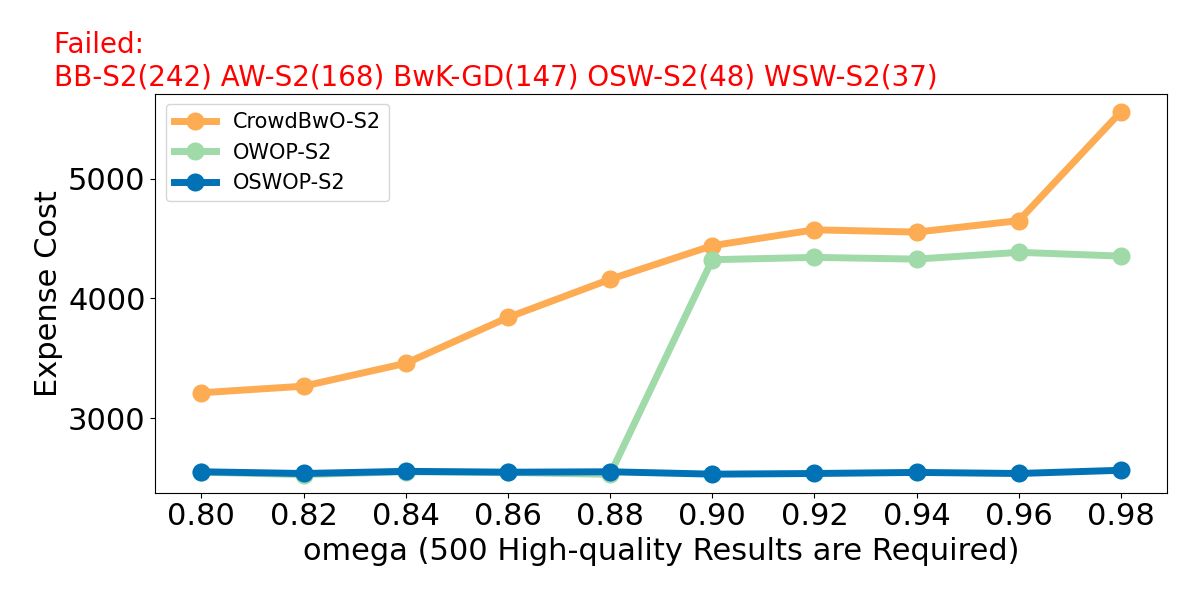 Failed:
BB-S2(242) AW-S2(168) BwK-GD(147) OSW-S2(48) WSW-S2(37)
CrowdBwO-S2
OWOP-S2
OSWOP-S2
5000
4000
3000
Expense Cost
0.80 0.82 0.84 0.86 0.88 0.90 0.92 0.94 0.96 0.98
omega (500 High-quality Results are Required)